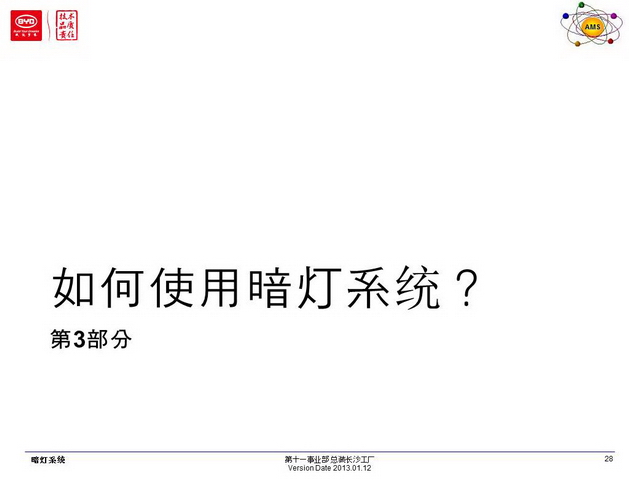 BYD
技术
品质
责任
AMS
如何使用暗灯系统？
第3部分
暗灯系统
第十一事业部总装长沙工厂
Version Date 2013.01.12
28